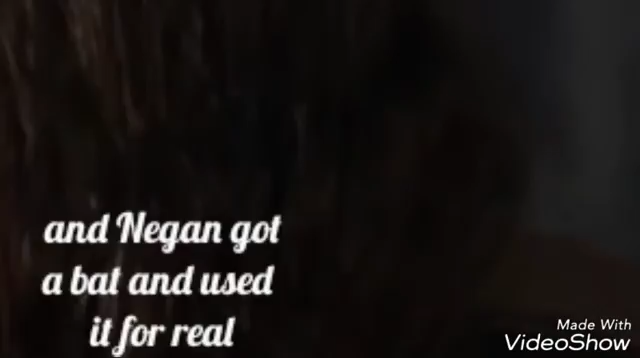 and Negan got
a bat and used
it for real
Made With
VideoShow